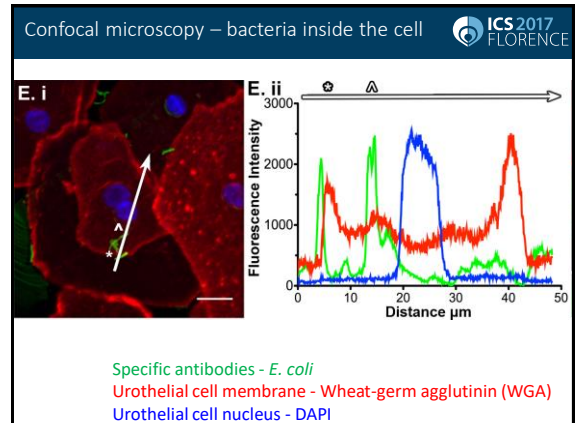 Confocal microscopy – bacteria inside the cell
ICS 2017
FLORENCE
E. i
^
*
E. ii
3000
2000
1000
0
Fluorescence Intensity
0 10 20 30 40 50
Distance µm
Specific antibodies - E. coli
Urothelial cell membrane - Wheat-germ agglutinin (WGA)
Urothelial cell nucleus - DAPI